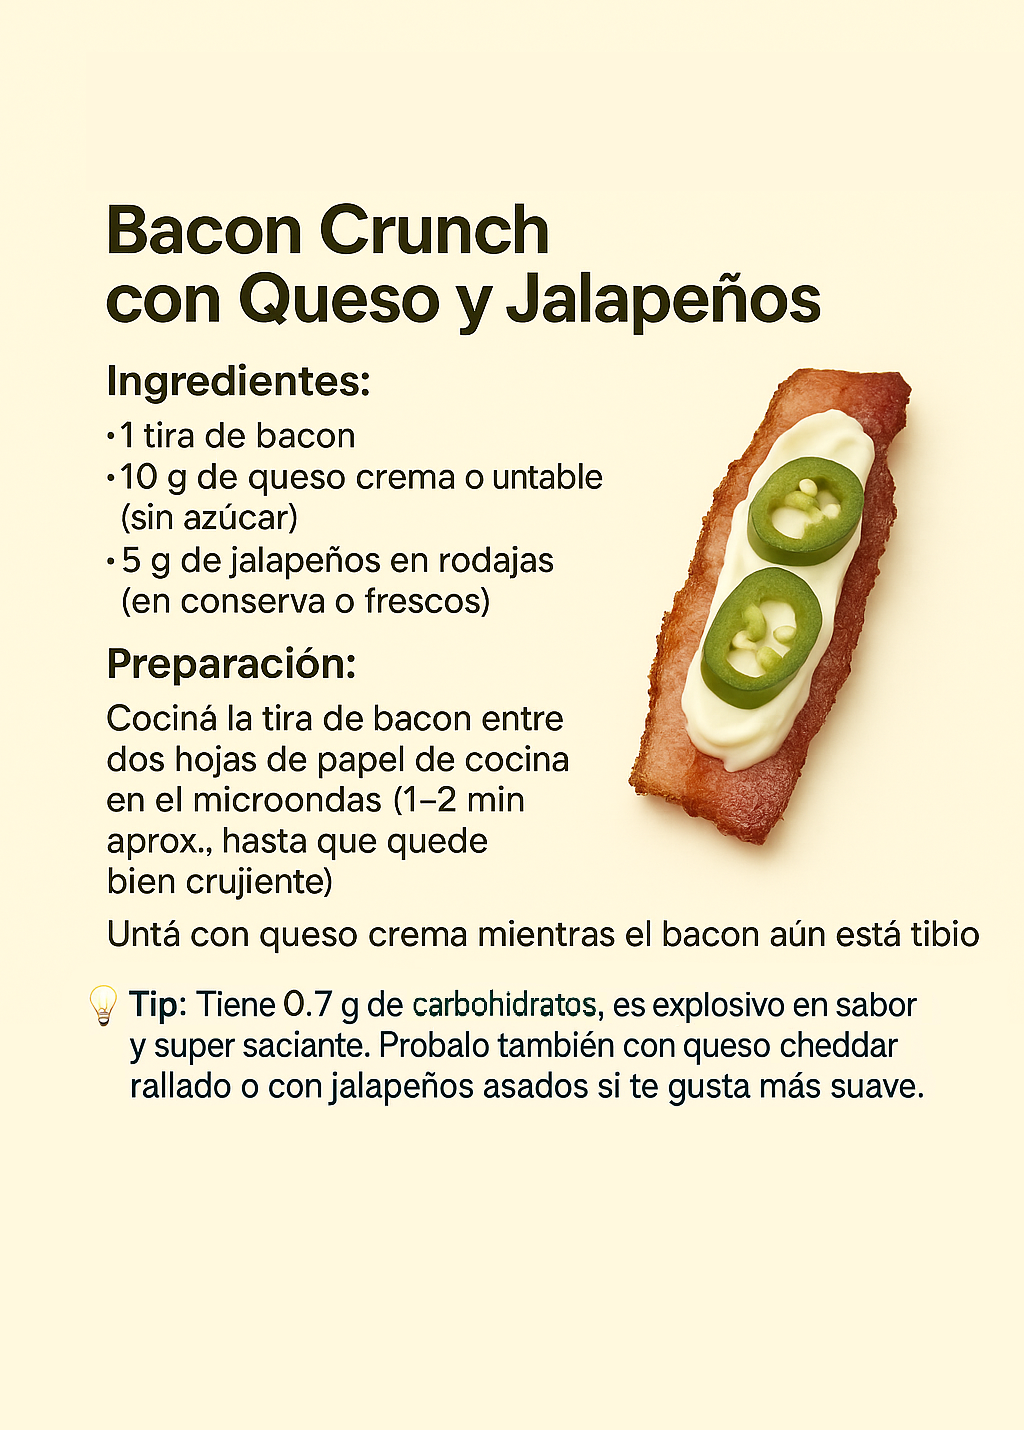 Bacon Crunch
con Queso y Jalapeños
Ingredientes:
•1 tira de bacon
•10 g de queso crema o untable
(sin azúcar)
•5 g de jalapeños en rodajas
(en conserva o frescos)
Preparación:
Cociná la tira de bacon entre
dos hojas de papel de cocina
en el microondas (1–2 min
aprox., hasta que quede
bien crujiente)
Untá con queso crema mientras el bacon aún está tibio
💡 Tip: Tiene 0.7 g de carbohidratos, es explosivo en sabor
y super saciante. Probalo también con queso cheddar
rallado o con jalapeños asados si te gusta más suave.